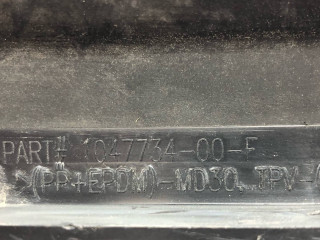 PART# 1047734-00-F
>(PP+EPDM)-MD30, TPV-(